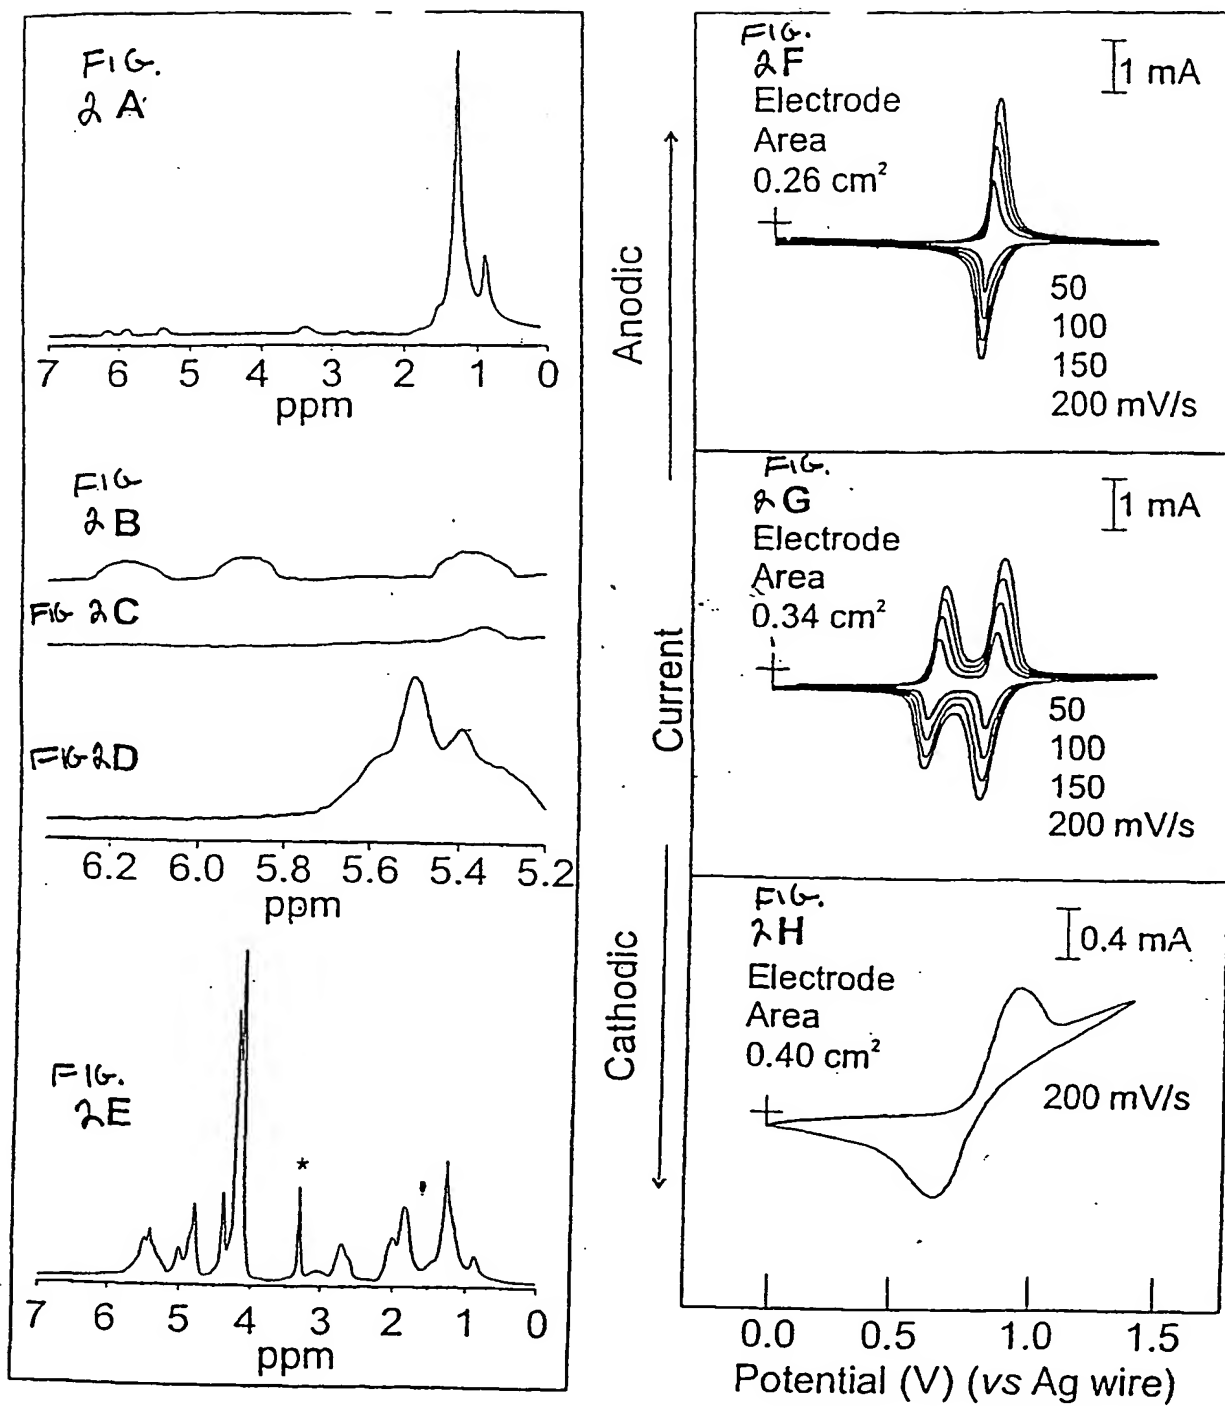 FIG.
2 A
7 6 5 4 3 2 1 0
ppm
FIG
2 B
FIG 2C
FIG 2D
6.2 6.0 5.8 5.6 5.4 5.2
ppm
FIG.
2E
*
7 6 5 4 3 2 1 0
ppm
Anodic
Current
Cathodic
FIG.
2F
1 mA
Electrode
Area
0.26 cm²
50
100
150
200 mV/s
FIG.
2G
1 mA
Electrode
Area
0.34 cm²
50
100
150
200 mV/s
FIG.
2H
0.4 mA
Electrode
Area
0.40 cm²
200 mV/s
0.0 0.5 1.0 1.5
Potential (V) (vs Ag wire)